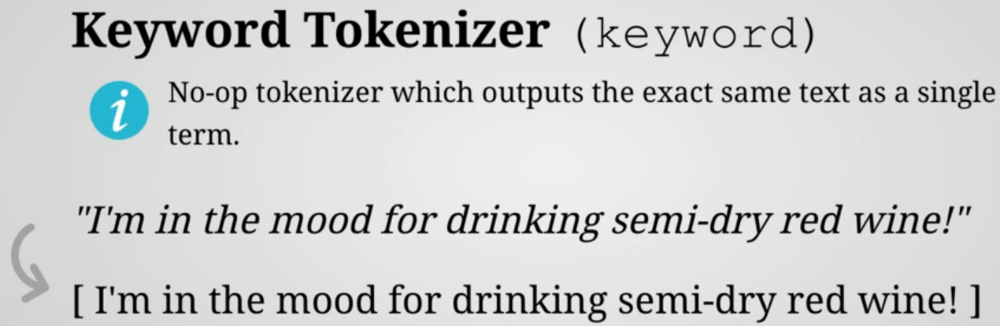 Keyword Tokenizer (keyword)
i
No-op tokenizer which outputs the exact same text as a single
term.
"I'm in the mood for drinking semi-dry red wine!"
[ I'm in the mood for drinking semi-dry red wine! ]